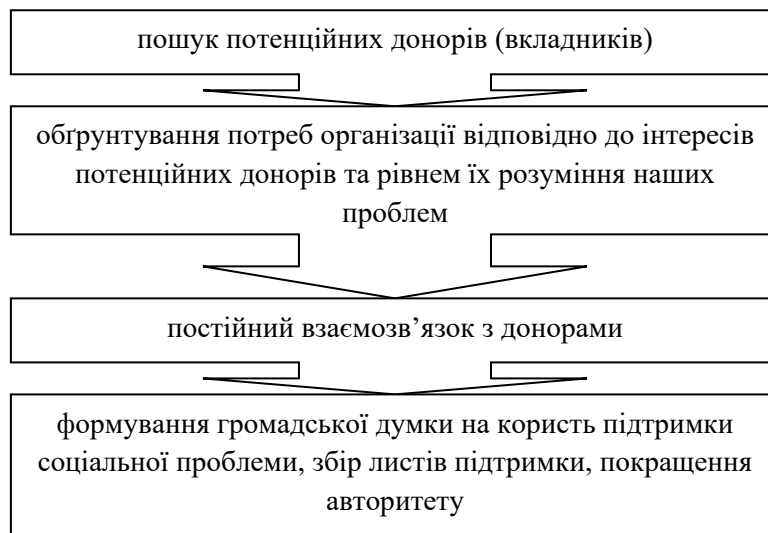 пошук потенційних донорів (вкладників)
обґрунтування потреб організації відповідно до інтересів
потенційних донорів та рівнем їх розуміння наших
проблем
постійний взаємозв’язок з донорами
формування громадської думки на користь підтримки
соціальної проблеми, збір листів підтримки, покращення
авторитету